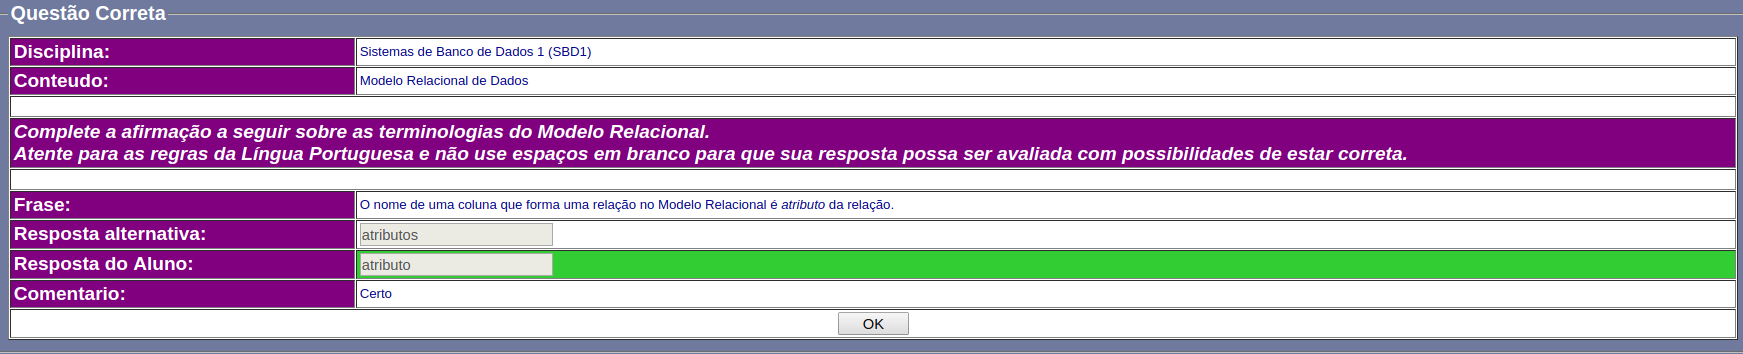 Questão Correta
Disciplina: Sistemas de Banco de Dados 1 (SBD1)
Conteudo: Modelo Relacional de Dados
Complete a afirmação a seguir sobre as terminologias do Modelo Relacional.
Atente para as regras da Língua Portuguesa e não use espaços em branco para que sua resposta possa ser avaliada com possibilidades de estar correta.
Frase: O nome de uma coluna que forma uma relação no Modelo Relacional é atributo da relação.
Resposta alternativa: atributos
Resposta do Aluno: atributo
Comentario: Certo
OK